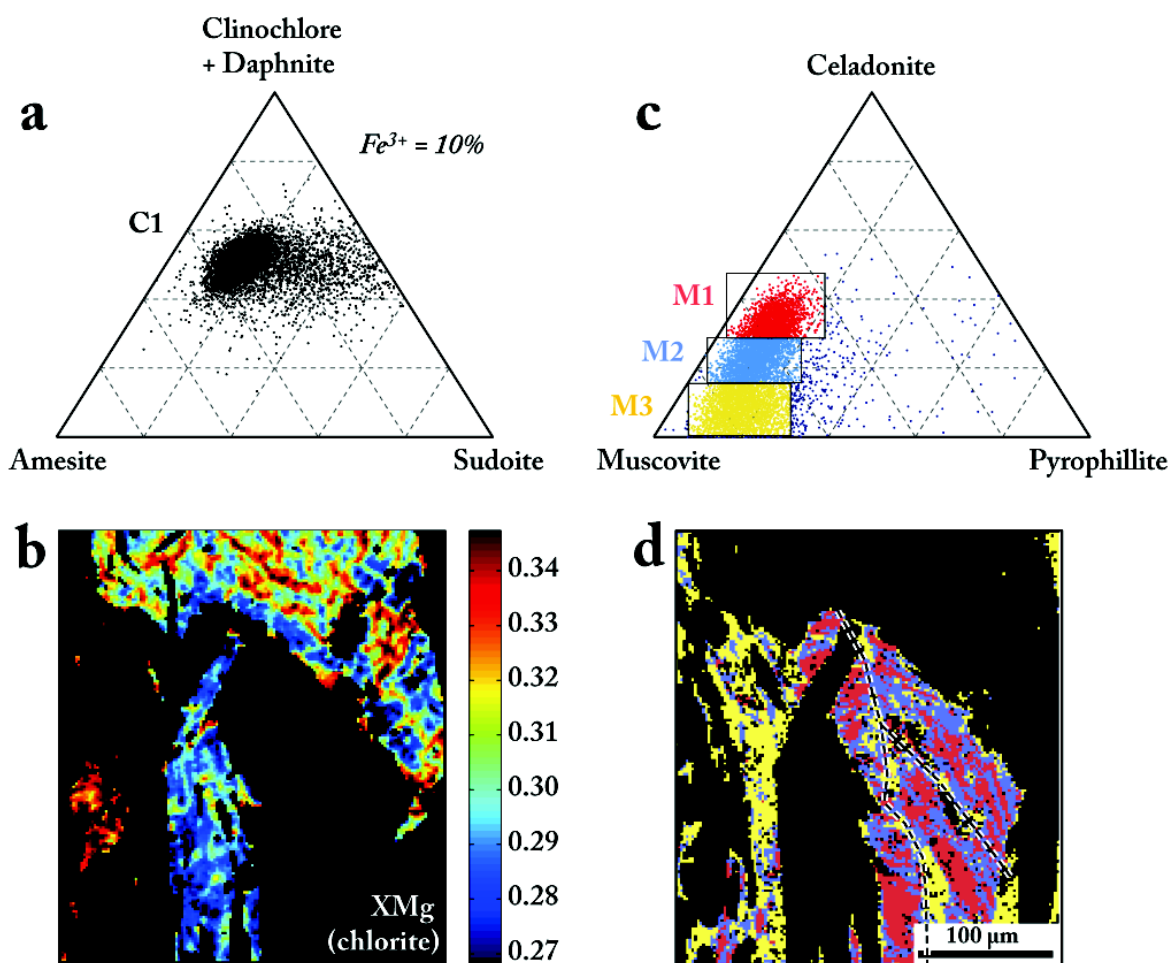 Clinochlore
+ Daphnite
a
Fe³⁺ = 10%
C1
Amesite
Sudoite
Celadonite
c
M1
M2
M3
Muscovite
Pyrophillite
b
0.34
0.33
0.32
0.31
0.30
0.29
0.28
0.27
XMg
(chlorite)
d
100 µm